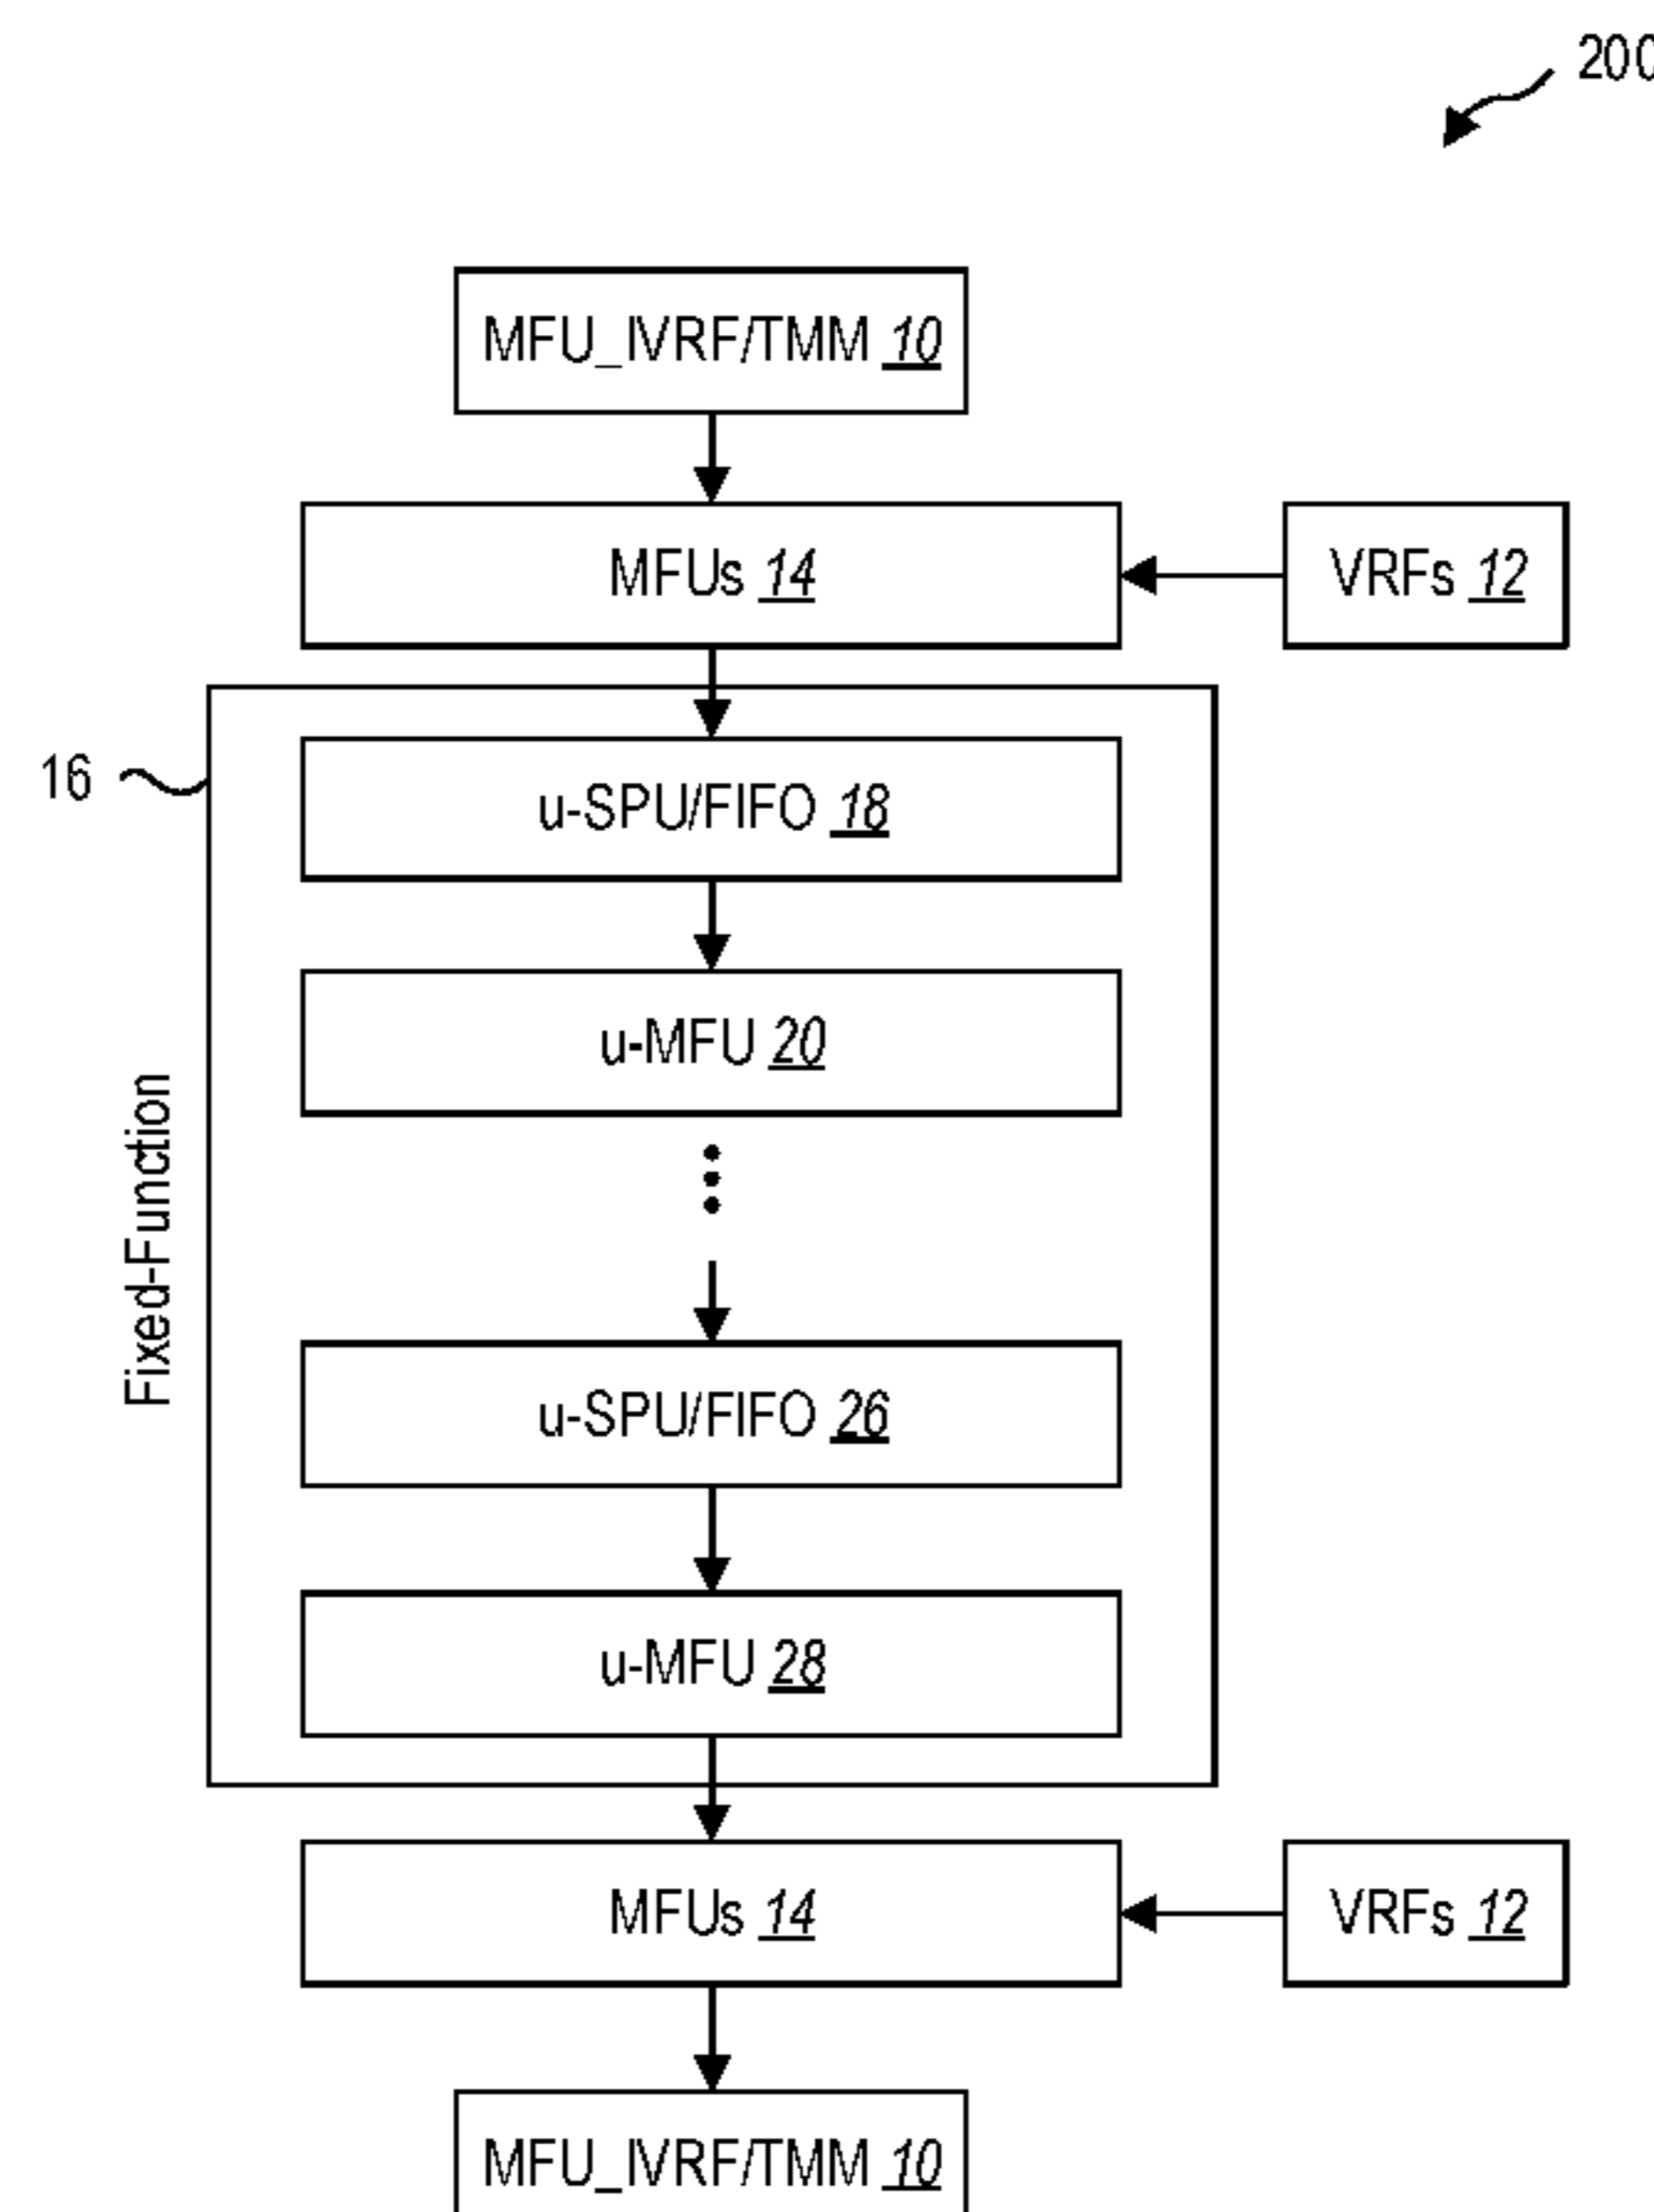 200
MFU_IVRF/TMM 10
MFUs 14
VRFs 12
16
u-SPU/FIFO 18
u-MFU 20
Fixed-Function
u-SPU/FIFO 26
u-MFU 28
MFUs 14
VRFs 12
MFU_IVRF/TMM 10